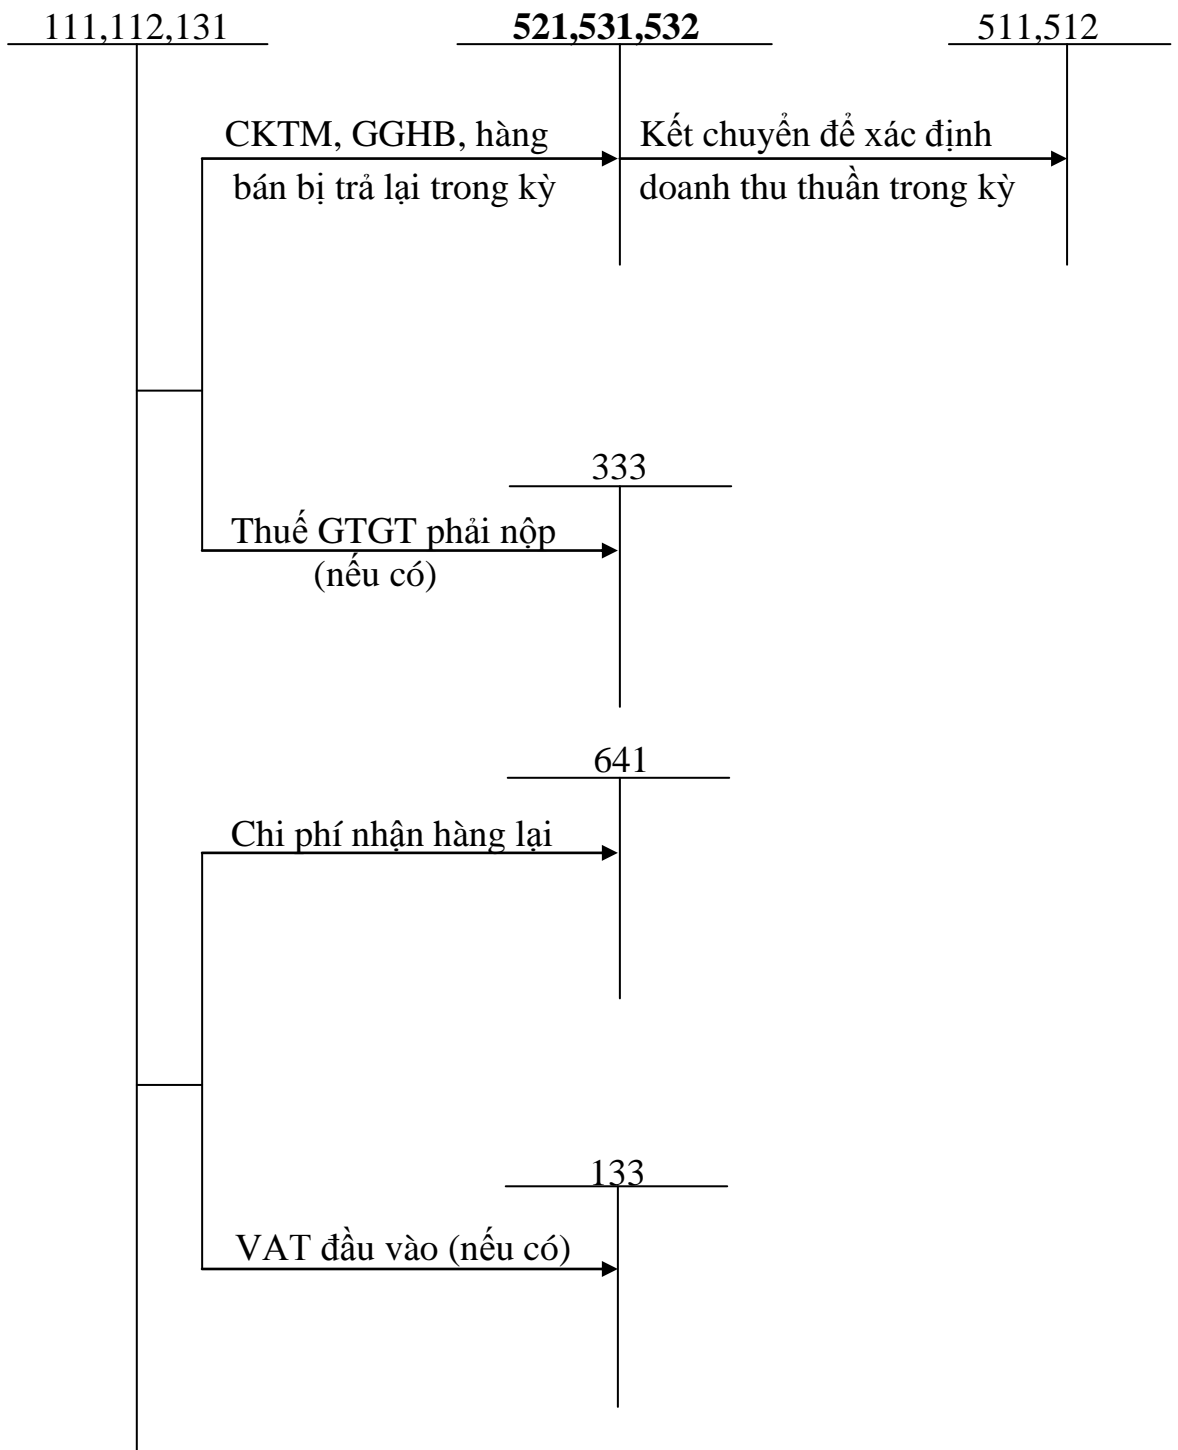 111,112,131
521,531,532
511,512
CKTM, GGHB, hàng
bán bị trả lại trong kỳ
Kết chuyển để xác định
doanh thu thuần trong kỳ
333
Thuế GTGT phải nộp
(nếu có)
641
Chi phí nhận hàng lại
133
VAT đầu vào (nếu có)